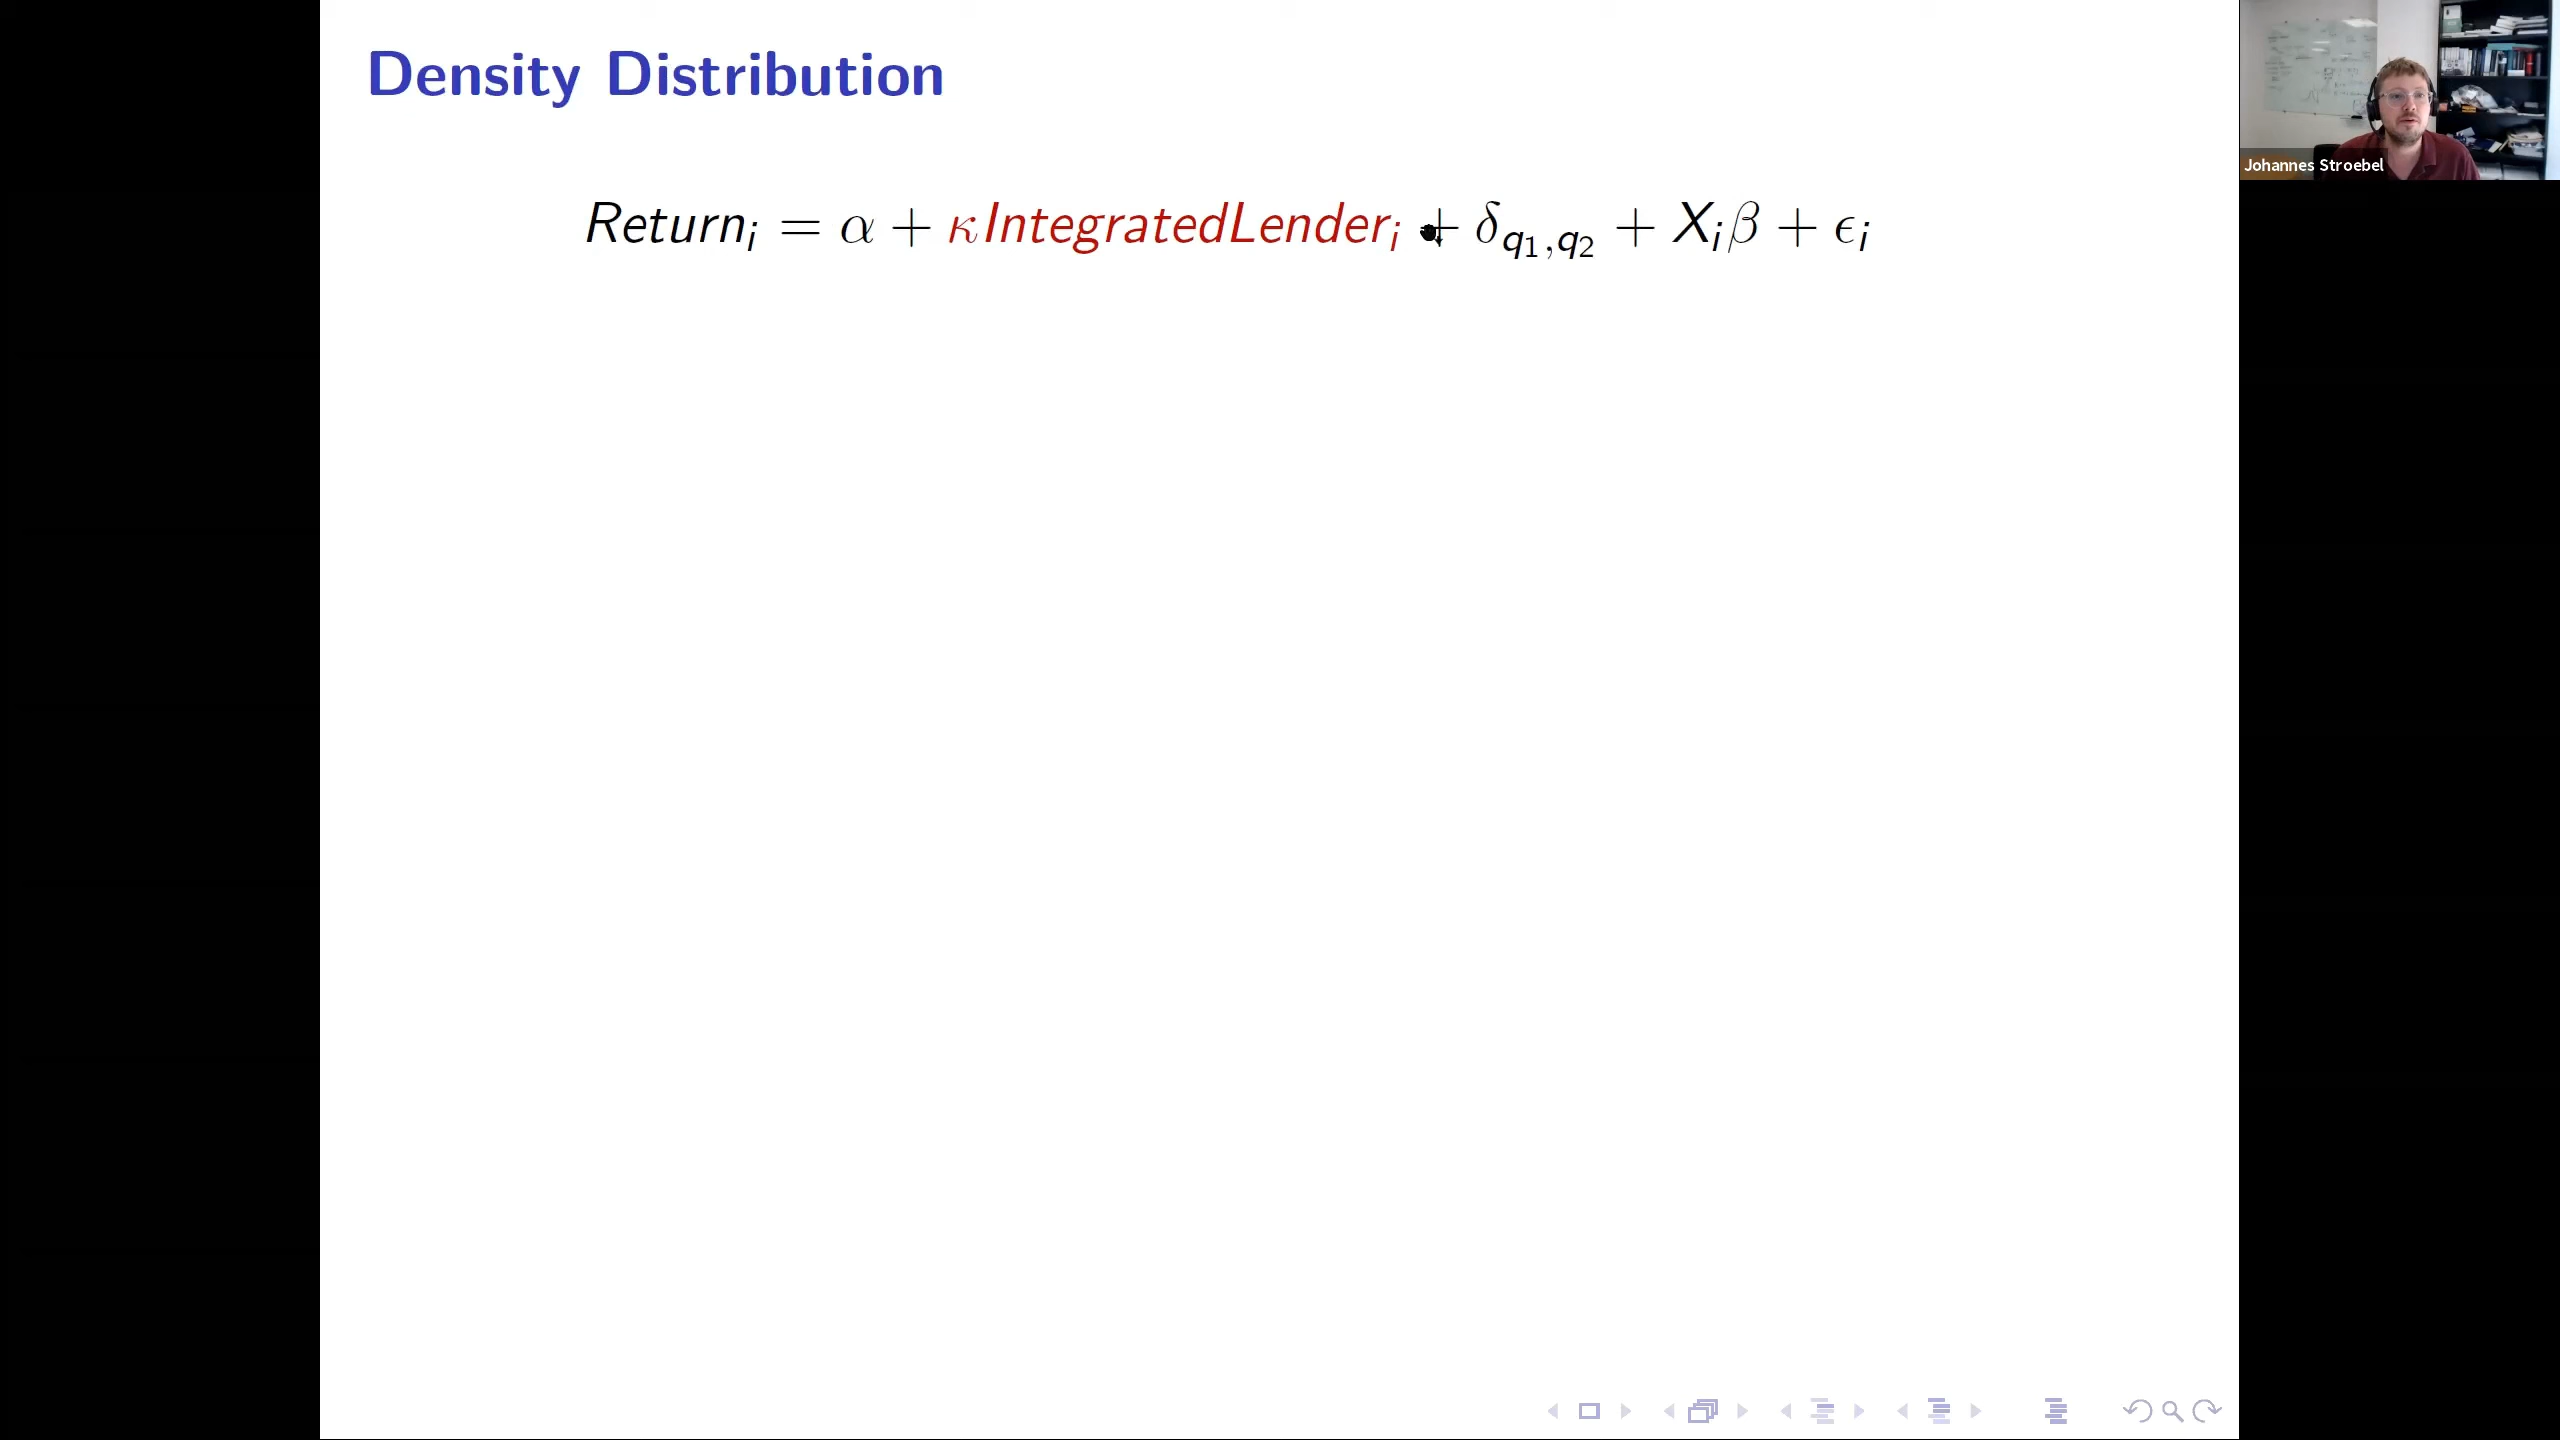 Density Distribution
Johannes Stroebel
Returnᵢ = α + κIntegratedLenderᵢ + δ_{q₁,q₂} + Xᵢβ + ϵᵢ